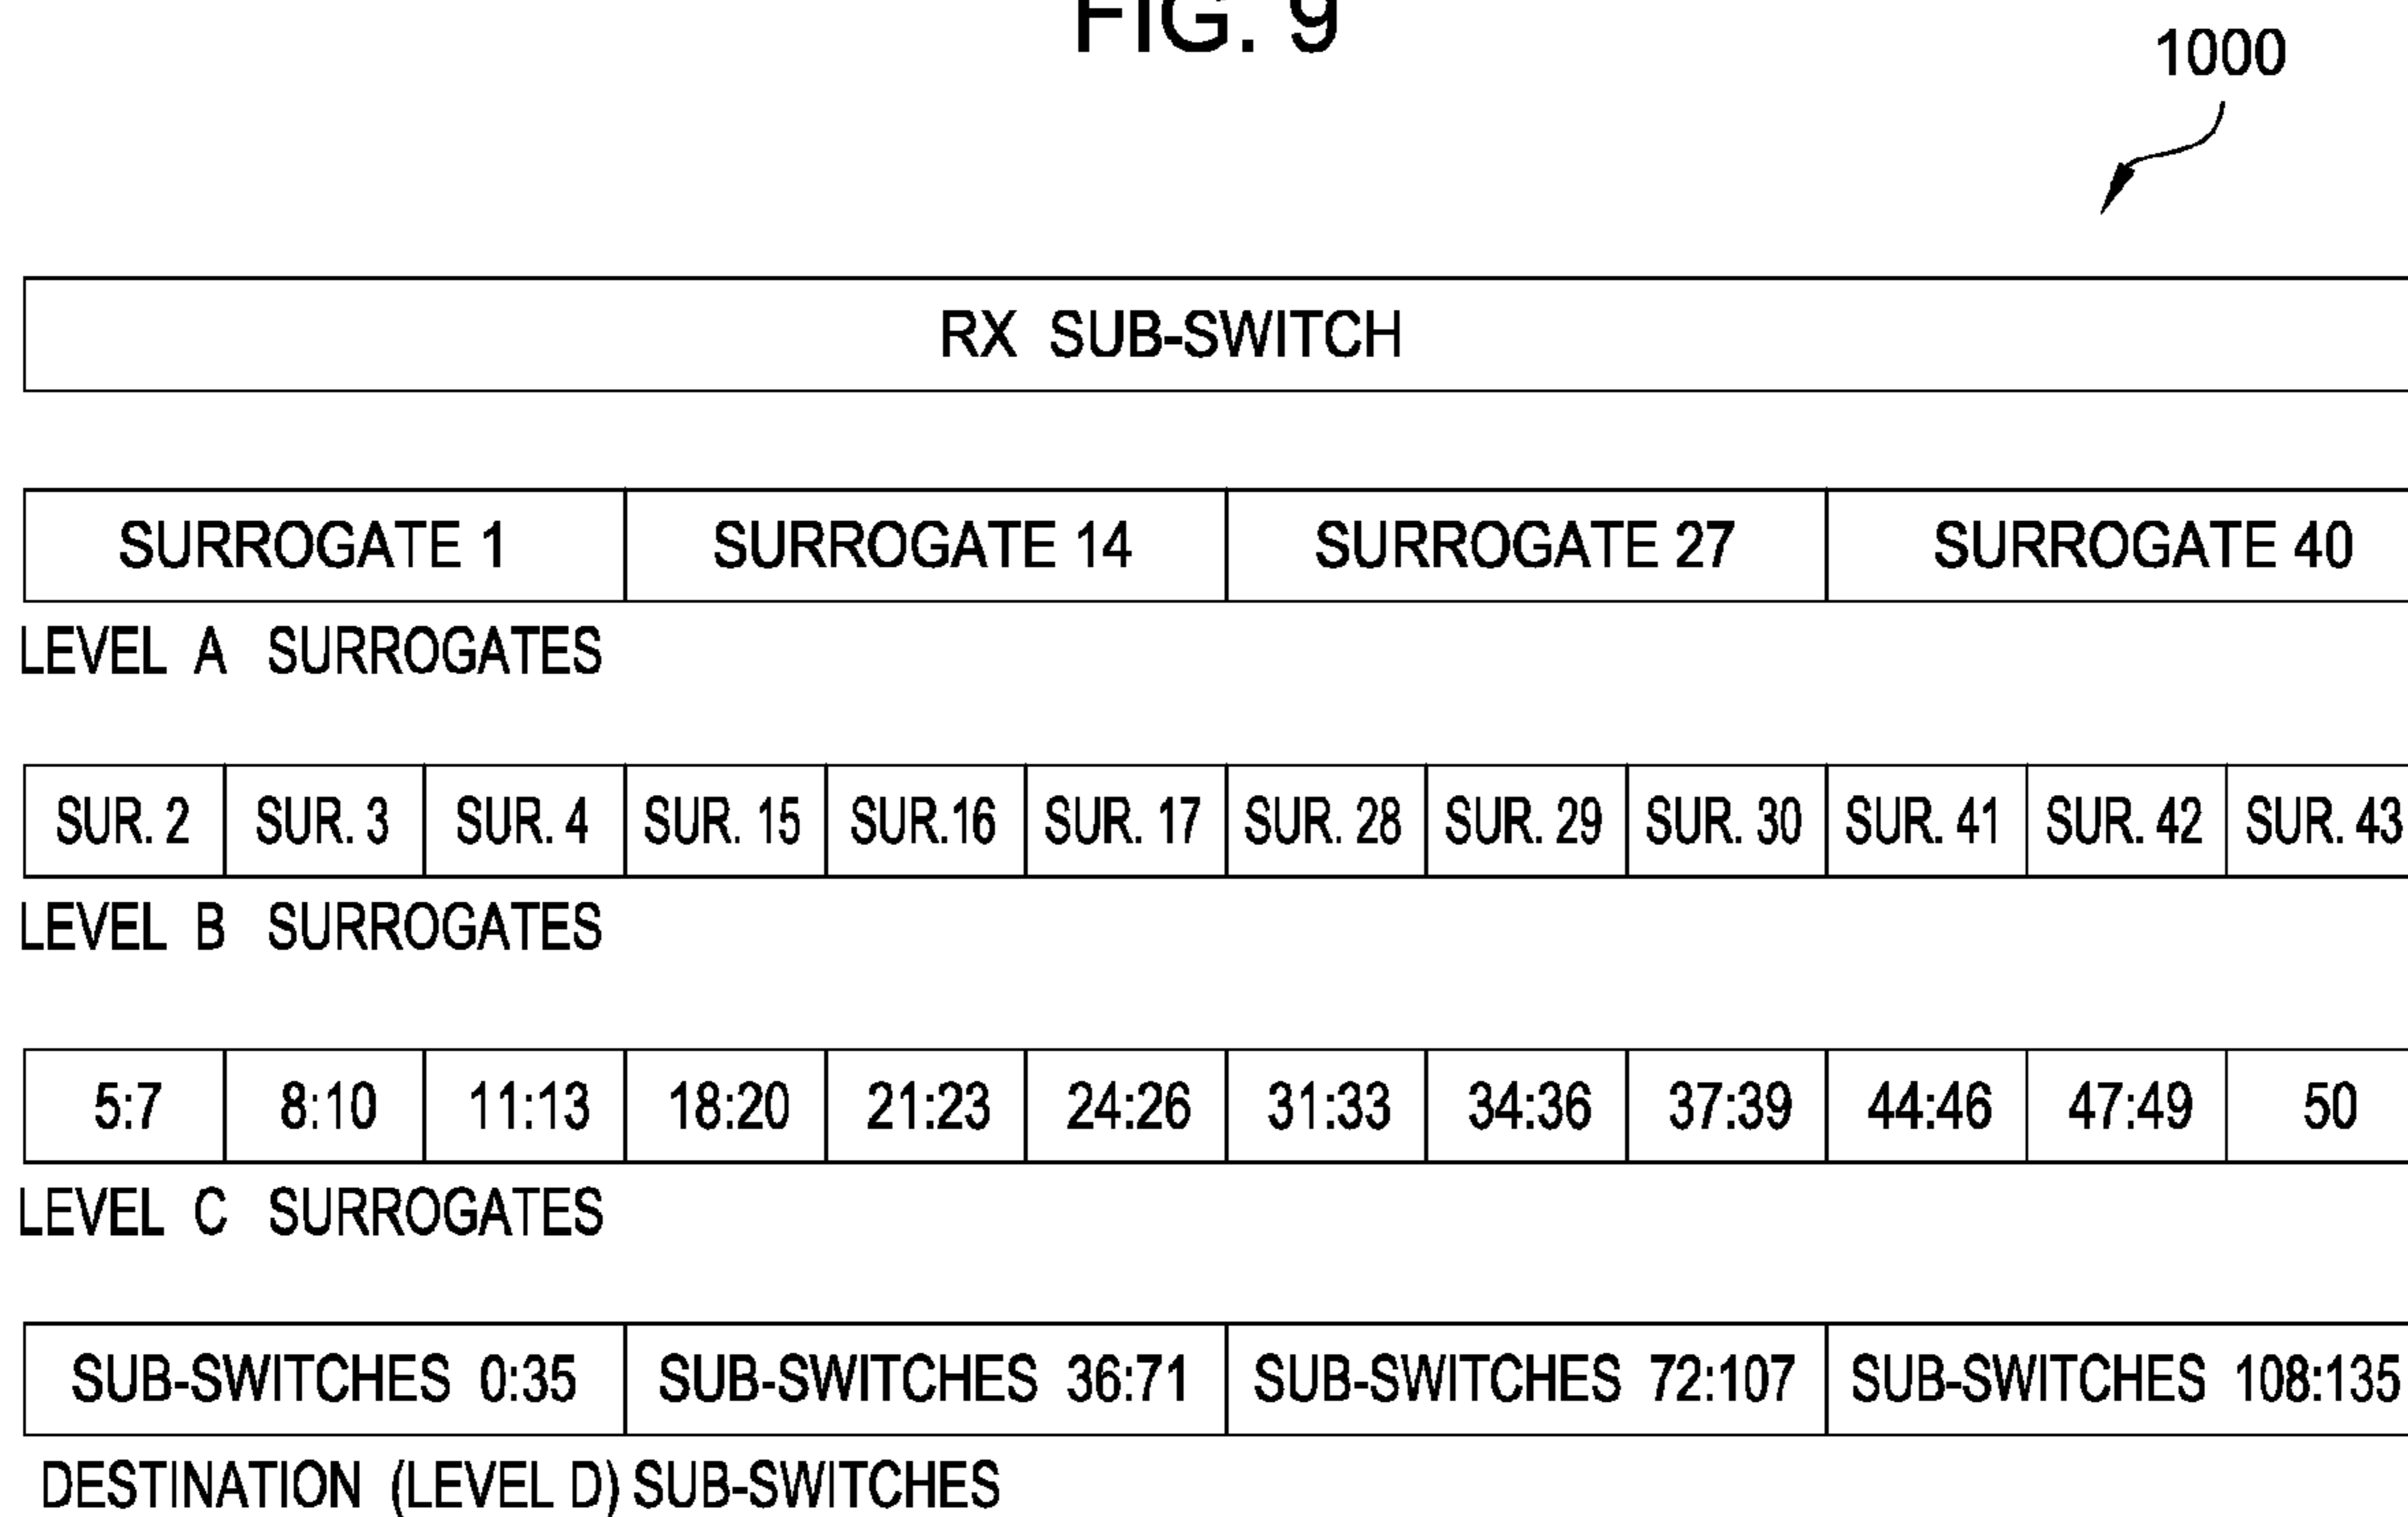 FIG. 9
1000
RX SUB-SWITCH
SURROGATE 1 SURROGATE 14 SURROGATE 27 SURROGATE 40
LEVEL A SURROGATES
SUR. 2 SUR. 3 SUR. 4 SUR. 15 SUR.16 SUR. 17 SUR. 28 SUR. 29 SUR. 30 SUR. 41 SUR. 42 SUR. 43
LEVEL B SURROGATES
5:7 8:10 11:13 18:20 21:23 24:26 31:33 34:36 37:39 44:46 47:49 50
LEVEL C SURROGATES
SUB-SWITCHES 0:35 SUB-SWITCHES 36:71 SUB-SWITCHES 72:107 SUB-SWITCHES 108:135
DESTINATION (LEVEL D) SUB-SWITCHES